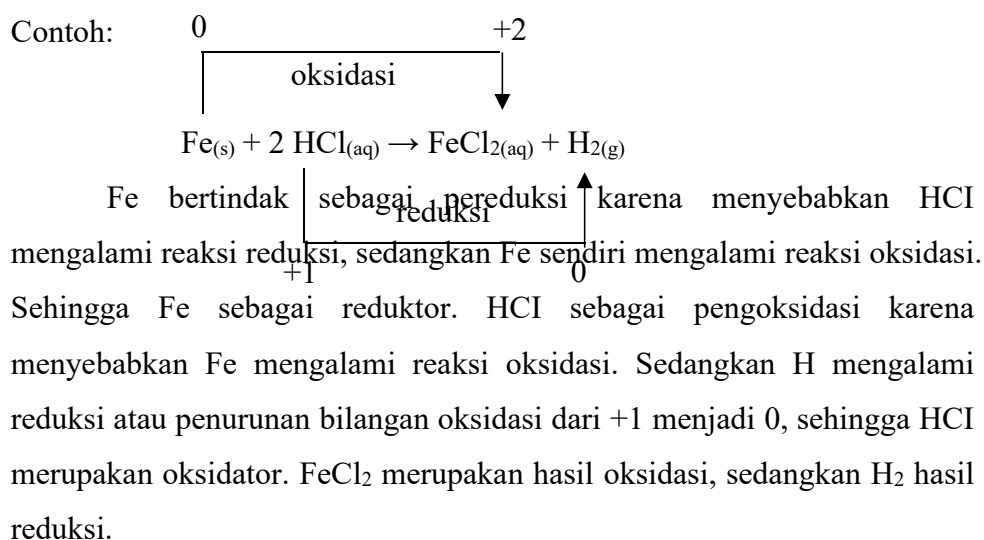 Contoh: 0 +2
oksidasi
Fe(s) + 2 HCl(aq) → FeCl2(aq) + H2(g)
Fe bertindak sebagai pereduksi karena menyebabkan HCI
reduksi
mengalami reaksi reduksi, sedangkan Fe sendiri mengalami reaksi oksidasi.
+1 0
Sehingga Fe sebagai reduktor. HCI sebagai pengoksidasi karena
menyebabkan Fe mengalami reaksi oksidasi. Sedangkan H mengalami
reduksi atau penurunan bilangan oksidasi dari +1 menjadi 0, sehingga HCI
merupakan oksidator. FeCl2 merupakan hasil oksidasi, sedangkan H2 hasil
reduksi.